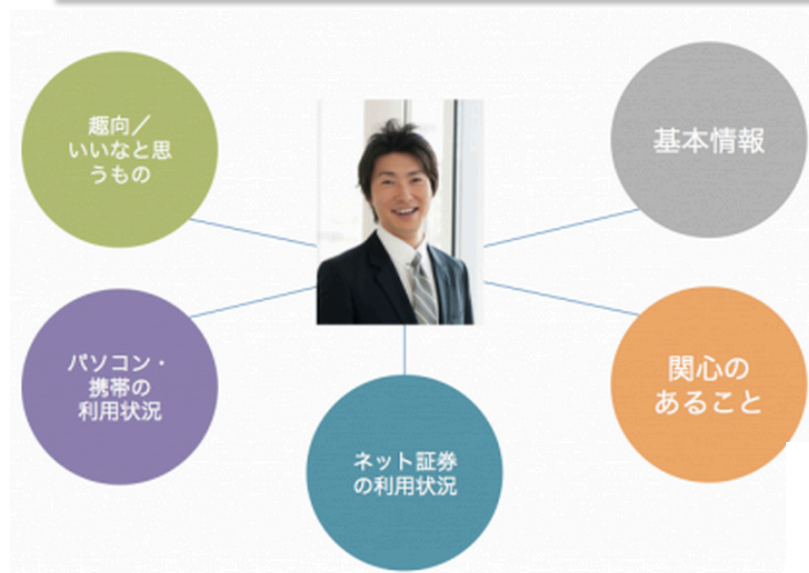 趣向／
いいなと思
うもの
基本情報
パソコン・
携帯の
利用状況
関心の
あること
ネット証券
の利用状況